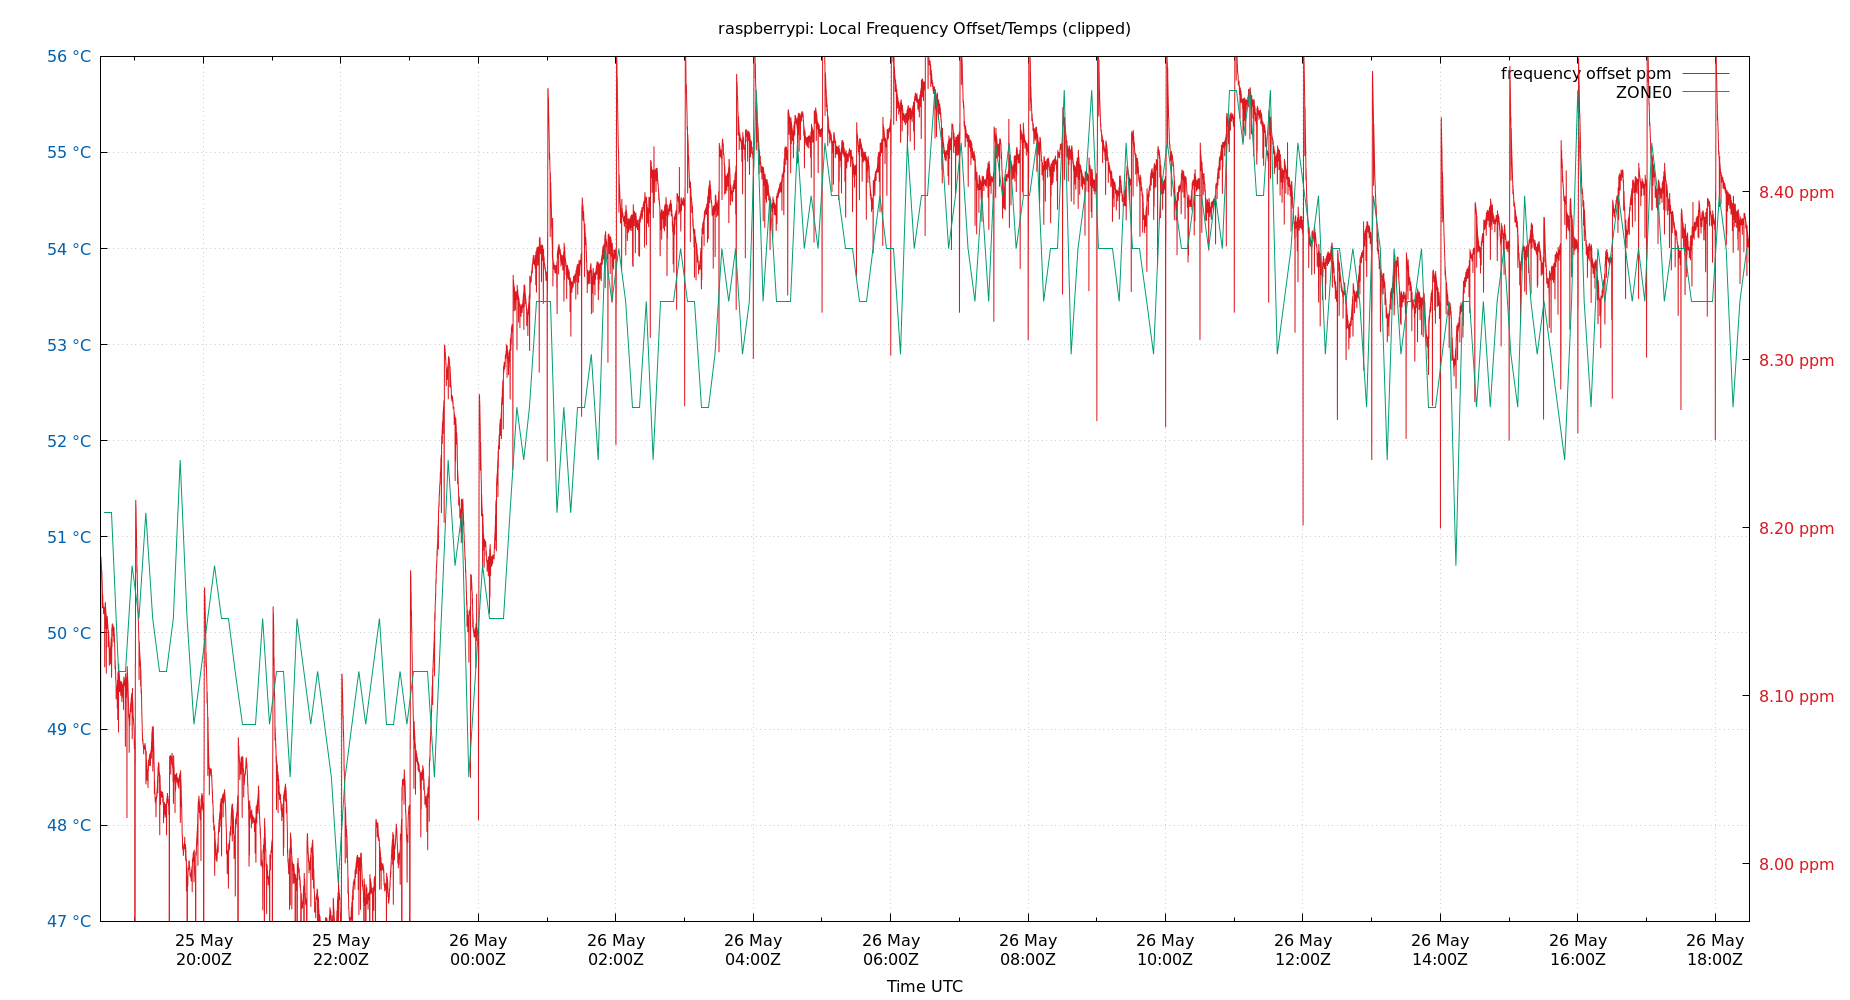 raspberrypi: Local Frequency Offset/Temps (clipped)
56 °C
55 °C
54 °C
53 °C
52 °C
51 °C
50 °C
49 °C
48 °C
47 °C
frequency offset ppm
ZONE0
8.40 ppm
8.30 ppm
8.20 ppm
8.10 ppm
8.00 ppm
25 May 25 May 26 May 26 May 26 May 26 May 26 May 26 May 26 May 26 May 26 May 26 May
20:00Z 22:00Z 00:00Z 02:00Z 04:00Z 06:00Z 08:00Z 10:00Z 12:00Z 14:00Z 16:00Z 18:00Z
Time UTC